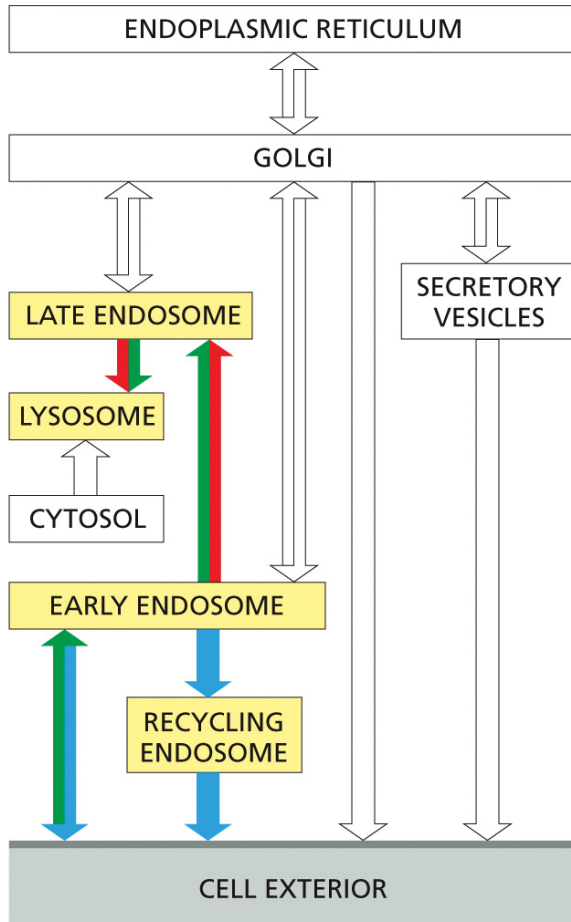 ENDOPLASMIC RETICULUM
GOLGI
LATE ENDOSOME
SECRETORY
VESICLES
LYSOSOME
CYTOSOL
EARLY ENDOSOME
RECYCLING
ENDOSOME
CELL EXTERIOR